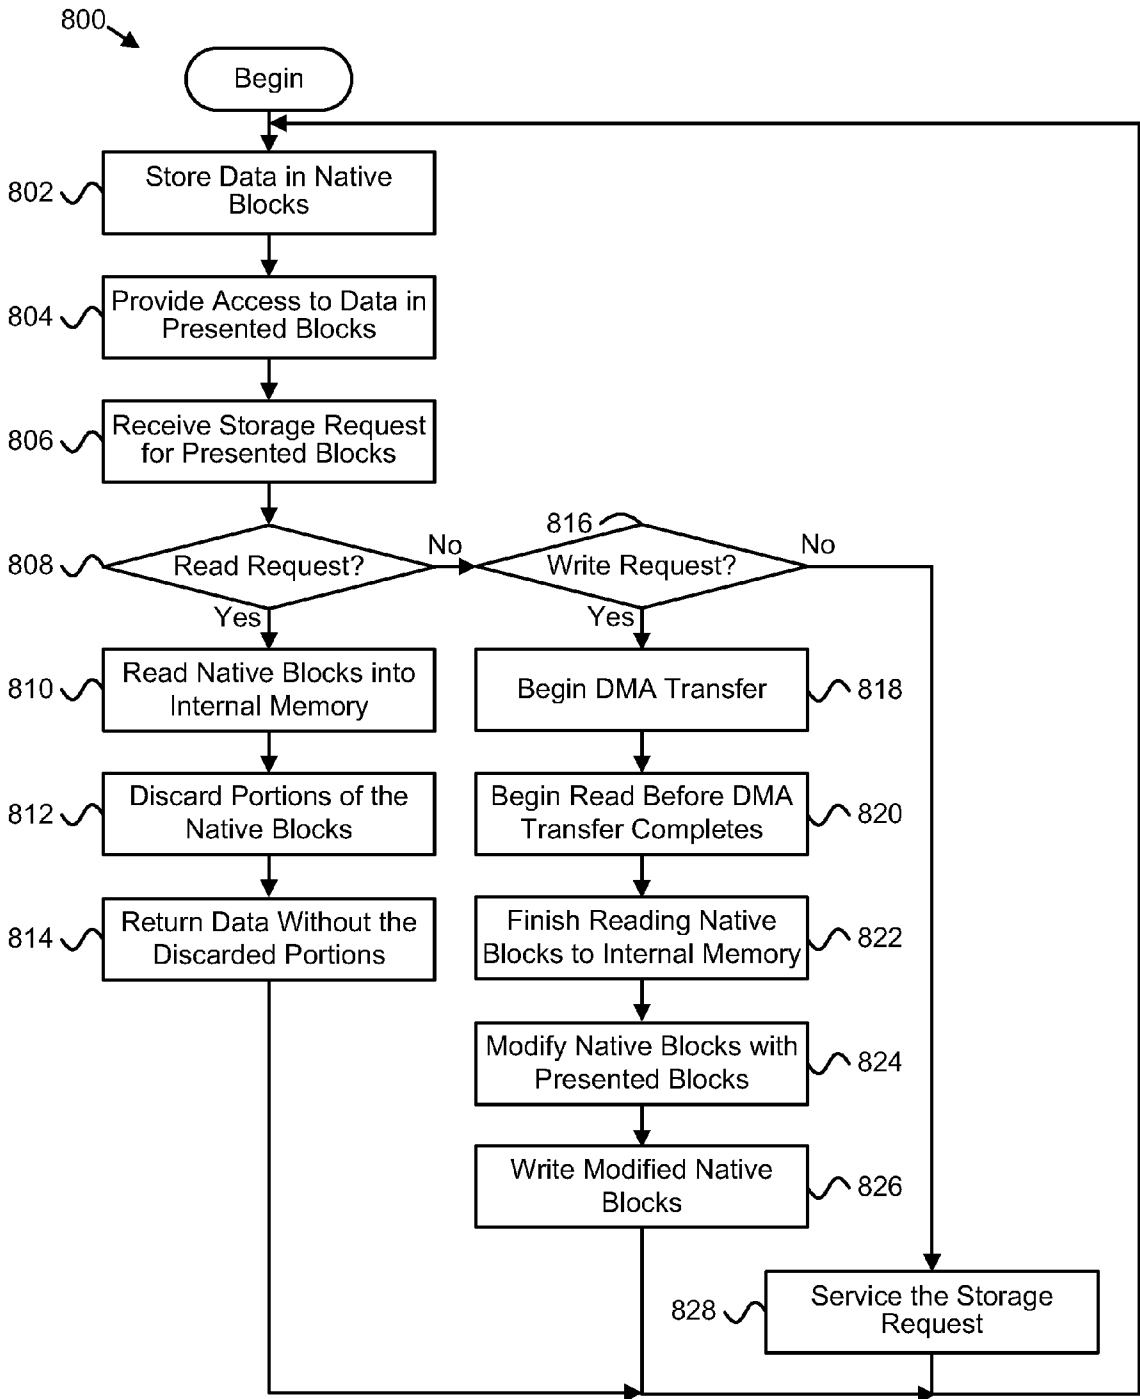 800
Begin
802
Store Data in Native
Blocks
804
Provide Access to Data in
Presented Blocks
806
Receive Storage Request
for Presented Blocks
808
Read Request?
No
Yes
816
Write Request?
No
Yes
810
Read Native Blocks into
Internal Memory
Begin DMA Transfer
818
812
Discard Portions of the
Native Blocks
Begin Read Before DMA
Transfer Completes
820
814
Return Data Without the
Discarded Portions
Finish Reading Native
Blocks to Internal Memory
822
Modify Native Blocks with
Presented Blocks
824
Write Modified Native
Blocks
826
828
Service the Storage
Request